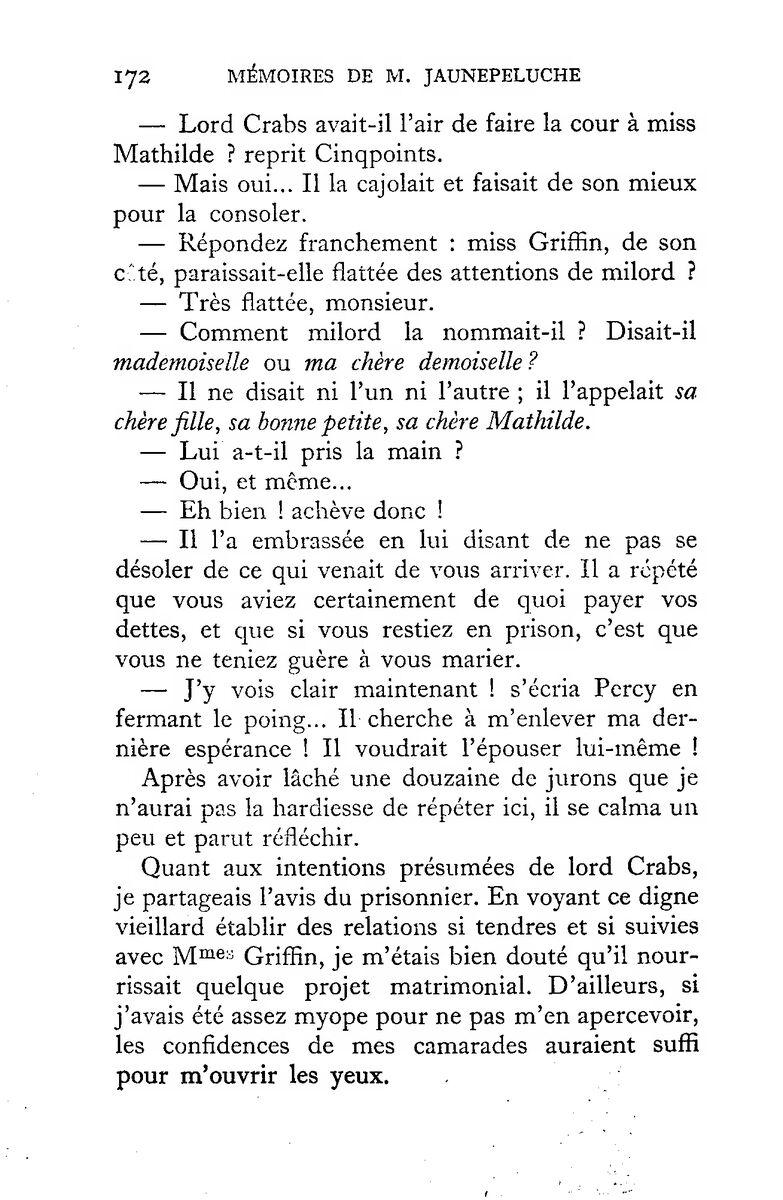 172 MÉMOIRES DE M. JAUNEPELUCHE
— Lord Crabs avait-il l’air de faire la cour à miss
Mathilde ? reprit Cinqpoints.
— Mais oui... Il la cajolait et faisait de son mieux
pour la consoler.
— Répondez franchement : miss Griffin, de son
côté, paraissait-elle flattée des attentions de milord ?
— Très flattée, monsieur.
— Comment milord la nommait-il ? Disait-il
mademoiselle ou ma chère demoiselle ?
— Il ne disait ni l’un ni l’autre ; il l’appelait sa
chère fille, sa bonne petite, sa chère Mathilde.
— Lui a-t-il pris la main ?
— Oui, et même...
— Eh bien ! achève donc !
— Il l’a embrassée en lui disant de ne pas se
désoler de ce qui venait de vous arriver. Il a répété
que vous aviez certainement de quoi payer vos
dettes, et que si vous restiez en prison, c’est que
vous ne teniez guère à vous marier.
— J’y vois clair maintenant ! s’écria Percy en
fermant le poing... Il cherche à m’enlever ma der-
nière espérance ! Il voudrait l’épouser lui-même !
Après avoir lâché une douzaine de jurons que je
n’aurai pas la hardiesse de répéter ici, il se calma un
peu et parut réfléchir.
Quant aux intentions présumées de lord Crabs,
je partageais l’avis du prisonnier. En voyant ce digne
vieillard établir des relations si tendres et si suivies
avec Mmes Griffin, je m’étais bien douté qu’il nour-
rissait quelque projet matrimonial. D’ailleurs, si
j’avais été assez myope pour ne pas m’en apercevoir,
les confidences de mes camarades auraient suffi
pour m’ouvrir les yeux.